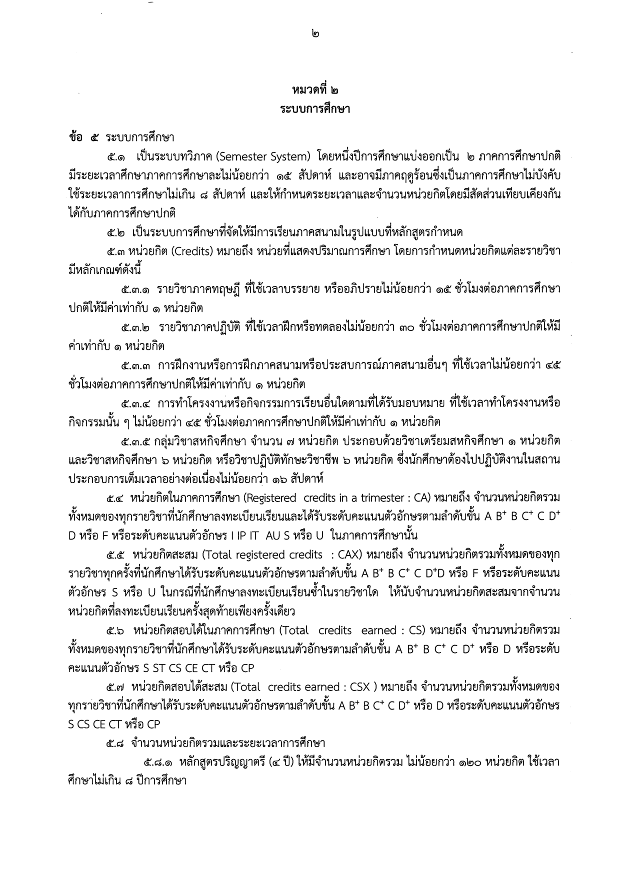 ๒
หมวดที่ ๒
ระบบการศึกษา
ข้อ ๕ ระบบการศึกษา
๕.๑ เป็นระบบทวิภาค (Semester System) โดยหนึ่งปีการศึกษาแบ่งออกเป็น ๒ ภาคการศึกษาปกติ
มีระยะเวลาศึกษาภาคการศึกษาละไม่น้อยกว่า ๑๕ สัปดาห์ และอาจมีภาคฤดูร้อนซึ่งเป็นภาคการศึกษาไม่บังคับ
ใช้ระยะเวลาการศึกษาไม่เกิน ๘ สัปดาห์ และให้กำหนดระยะเวลาและจำนวนหน่วยกิตโดยมีสัดส่วนเทียบเคียงกัน
ได้กับภาคการศึกษาปกติ
๕.๒ เป็นระบบการศึกษาที่จัดให้มีการเรียนภาคสนามในรูปแบบที่หลักสูตรกำหนด
๕.๓ หน่วยกิต (Credits) หมายถึง หน่วยที่แสดงปริมาณการศึกษา โดยการกำหนดหน่วยกิตแต่ละรายวิชา
มีหลักเกณฑ์ดังนี้
๕.๓.๑ รายวิชาภาคทฤษฎี ที่ใช้เวลาบรรยาย หรืออภิปรายไม่น้อยกว่า ๑๕ ชั่วโมงต่อภาคการศึกษา
ปกติให้มีค่าเท่ากับ ๑ หน่วยกิต
๕.๓.๒ รายวิชาภาคปฏิบัติ ที่ใช้เวลาฝึกหรือทดลองไม่น้อยกว่า ๓๐ ชั่วโมงต่อภาคการศึกษาปกติให้มี
ค่าเท่ากับ ๑ หน่วยกิต
๕.๓.๓ การฝึกงานหรือการฝึกภาคสนามหรือประสบการณ์ภาคสนามอื่นๆ ที่ใช้เวลาไม่น้อยกว่า ๔๕
ชั่วโมงต่อภาคการศึกษาปกติให้มีค่าเท่ากับ ๑ หน่วยกิต
๕.๓.๔ การทำโครงงานหรือกิจกรรมการเรียนอื่นใดตามที่ได้รับมอบหมาย ที่ใช้เวลาทำโครงงานหรือ
กิจกรรมนั้น ๆ ไม่น้อยกว่า ๔๕ ชั่วโมงต่อภาคการศึกษาปกติให้มีค่าเท่ากับ ๑ หน่วยกิต
๕.๓.๕ กลุ่มวิชาสหกิจศึกษา จำนวน ๗ หน่วยกิต ประกอบด้วยวิชาเตรียมสหกิจศึกษา ๑ หน่วยกิต
และวิชาสหกิจศึกษา ๖ หน่วยกิต หรือวิชาปฏิบัติทักษะวิชาชีพ ๖ หน่วยกิต ซึ่งนักศึกษาต้องไปปฏิบัติงานในสถาน
ประกอบการเต็มเวลาอย่างต่อเนื่องไม่น้อยกว่า ๑๖ สัปดาห์
๕.๔ หน่วยกิตในภาคการศึกษา (Registered credits in a trimester : CA) หมายถึง จำนวนหน่วยกิตรวม
ทั้งหมดของทุกรายวิชาที่นักศึกษาลงทะเบียนเรียนและได้รับระดับคะแนนตัวอักษรตามลำดับขั้น A B⁺ B C⁺ C D⁺
D หรือ F หรือระดับคะแนนตัวอักษร I IP IT AU S หรือ U ในภาคการศึกษานั้น
๕.๕ หน่วยกิตสะสม (Total registered credits : CAX) หมายถึง จำนวนหน่วยกิตรวมทั้งหมดของทุก
รายวิชาทุกครั้งที่นักศึกษาได้รับระดับคะแนนตัวอักษรตามลำดับขั้น A B⁺ B C⁺ C D⁺D หรือ F หรือระดับคะแนน
ตัวอักษร S หรือ U ในกรณีที่นักศึกษาลงทะเบียนเรียนซ้ำในรายวิชาใด ให้นับจำนวนหน่วยกิตสะสมจากจำนวน
หน่วยกิตที่ลงทะเบียนเรียนครั้งสุดท้ายเพียงครั้งเดียว
๕.๖ หน่วยกิตสอบได้ในภาคการศึกษา (Total credits earned : CS) หมายถึง จำนวนหน่วยกิตรวม
ทั้งหมดของทุกรายวิชาที่นักศึกษาได้รับระดับคะแนนตัวอักษรตามลำดับขั้น A B⁺ B C⁺ C D⁺ หรือ D หรือระดับ
คะแนนตัวอักษร S ST CS CE CT หรือ CP
๕.๗ หน่วยกิตสอบได้สะสม (Total credits earned : CSX ) หมายถึง จำนวนหน่วยกิตรวมทั้งหมดของ
ทุกรายวิชาที่นักศึกษาได้รับระดับคะแนนตัวอักษรตามลำดับขั้น A B⁺ B C⁺ C D⁺ หรือ D หรือระดับคะแนนตัวอักษร
S CS CE CT หรือ CP
๕.๘ จำนวนหน่วยกิตรวมและระยะเวลาการศึกษา
๕.๘.๑ หลักสูตรปริญญาตรี (๔ ปี) ให้มีจำนวนหน่วยกิตรวม ไม่น้อยกว่า ๑๒๐ หน่วยกิต ใช้เวลา
ศึกษาไม่เกิน ๘ ปีการศึกษา